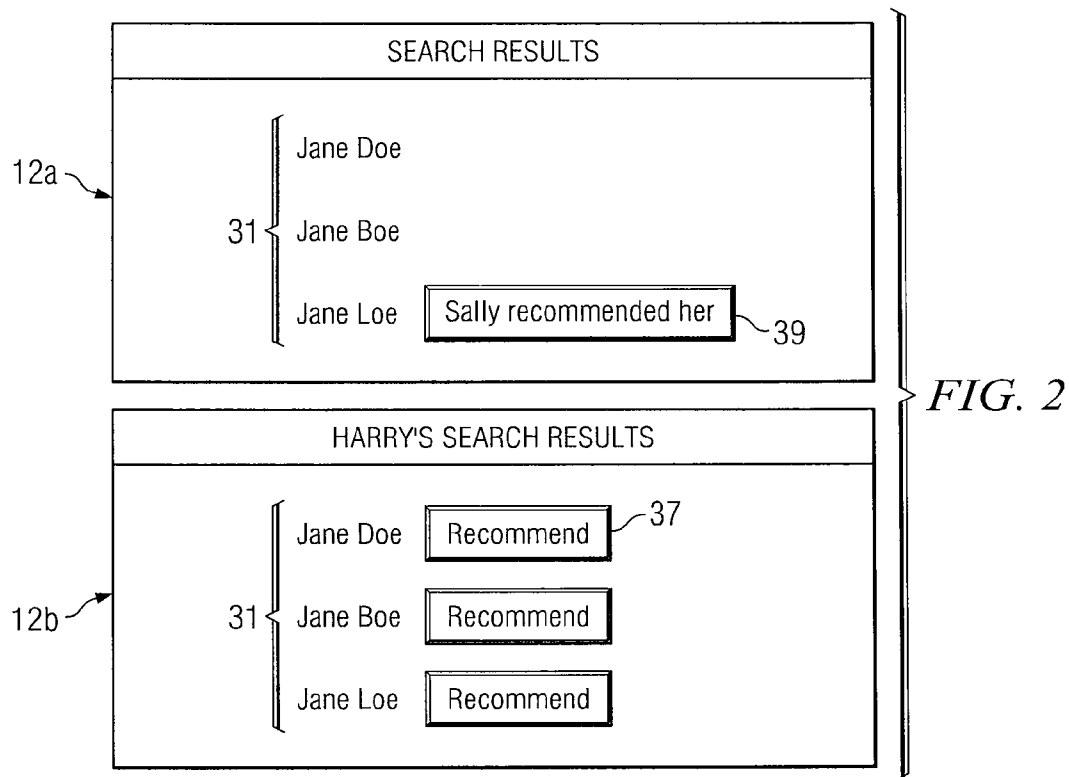 SEARCH RESULTS
12a
31
Jane Doe
Jane Boe
Jane Loe Sally recommended her
39
FIG. 2
HARRY'S SEARCH RESULTS
12b
31
Jane Doe Recommend 37
Jane Boe Recommend
Jane Loe Recommend